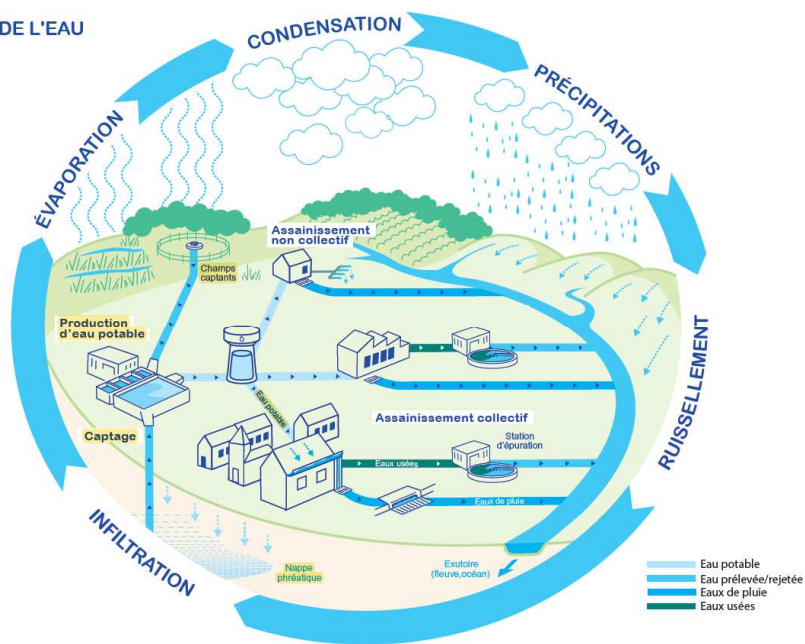 DE L'EAU
CONDENSATION
PRÉCIPITATIONS
ÉVAPORATION
Assainissement
non collectif
Champs
captants
Production
d'eau potable
RUISSELLEMENT
Eau potable
Assainissement collectif
Captage
Station
d'épuration
Eaux usées
Eaux de pluie
INFILTRATION
Nappe
phréatique
Exutoire
(fleuve,océan)
Eau potable
Eau prélevée/rejetée
Eaux de pluie
Eaux usées